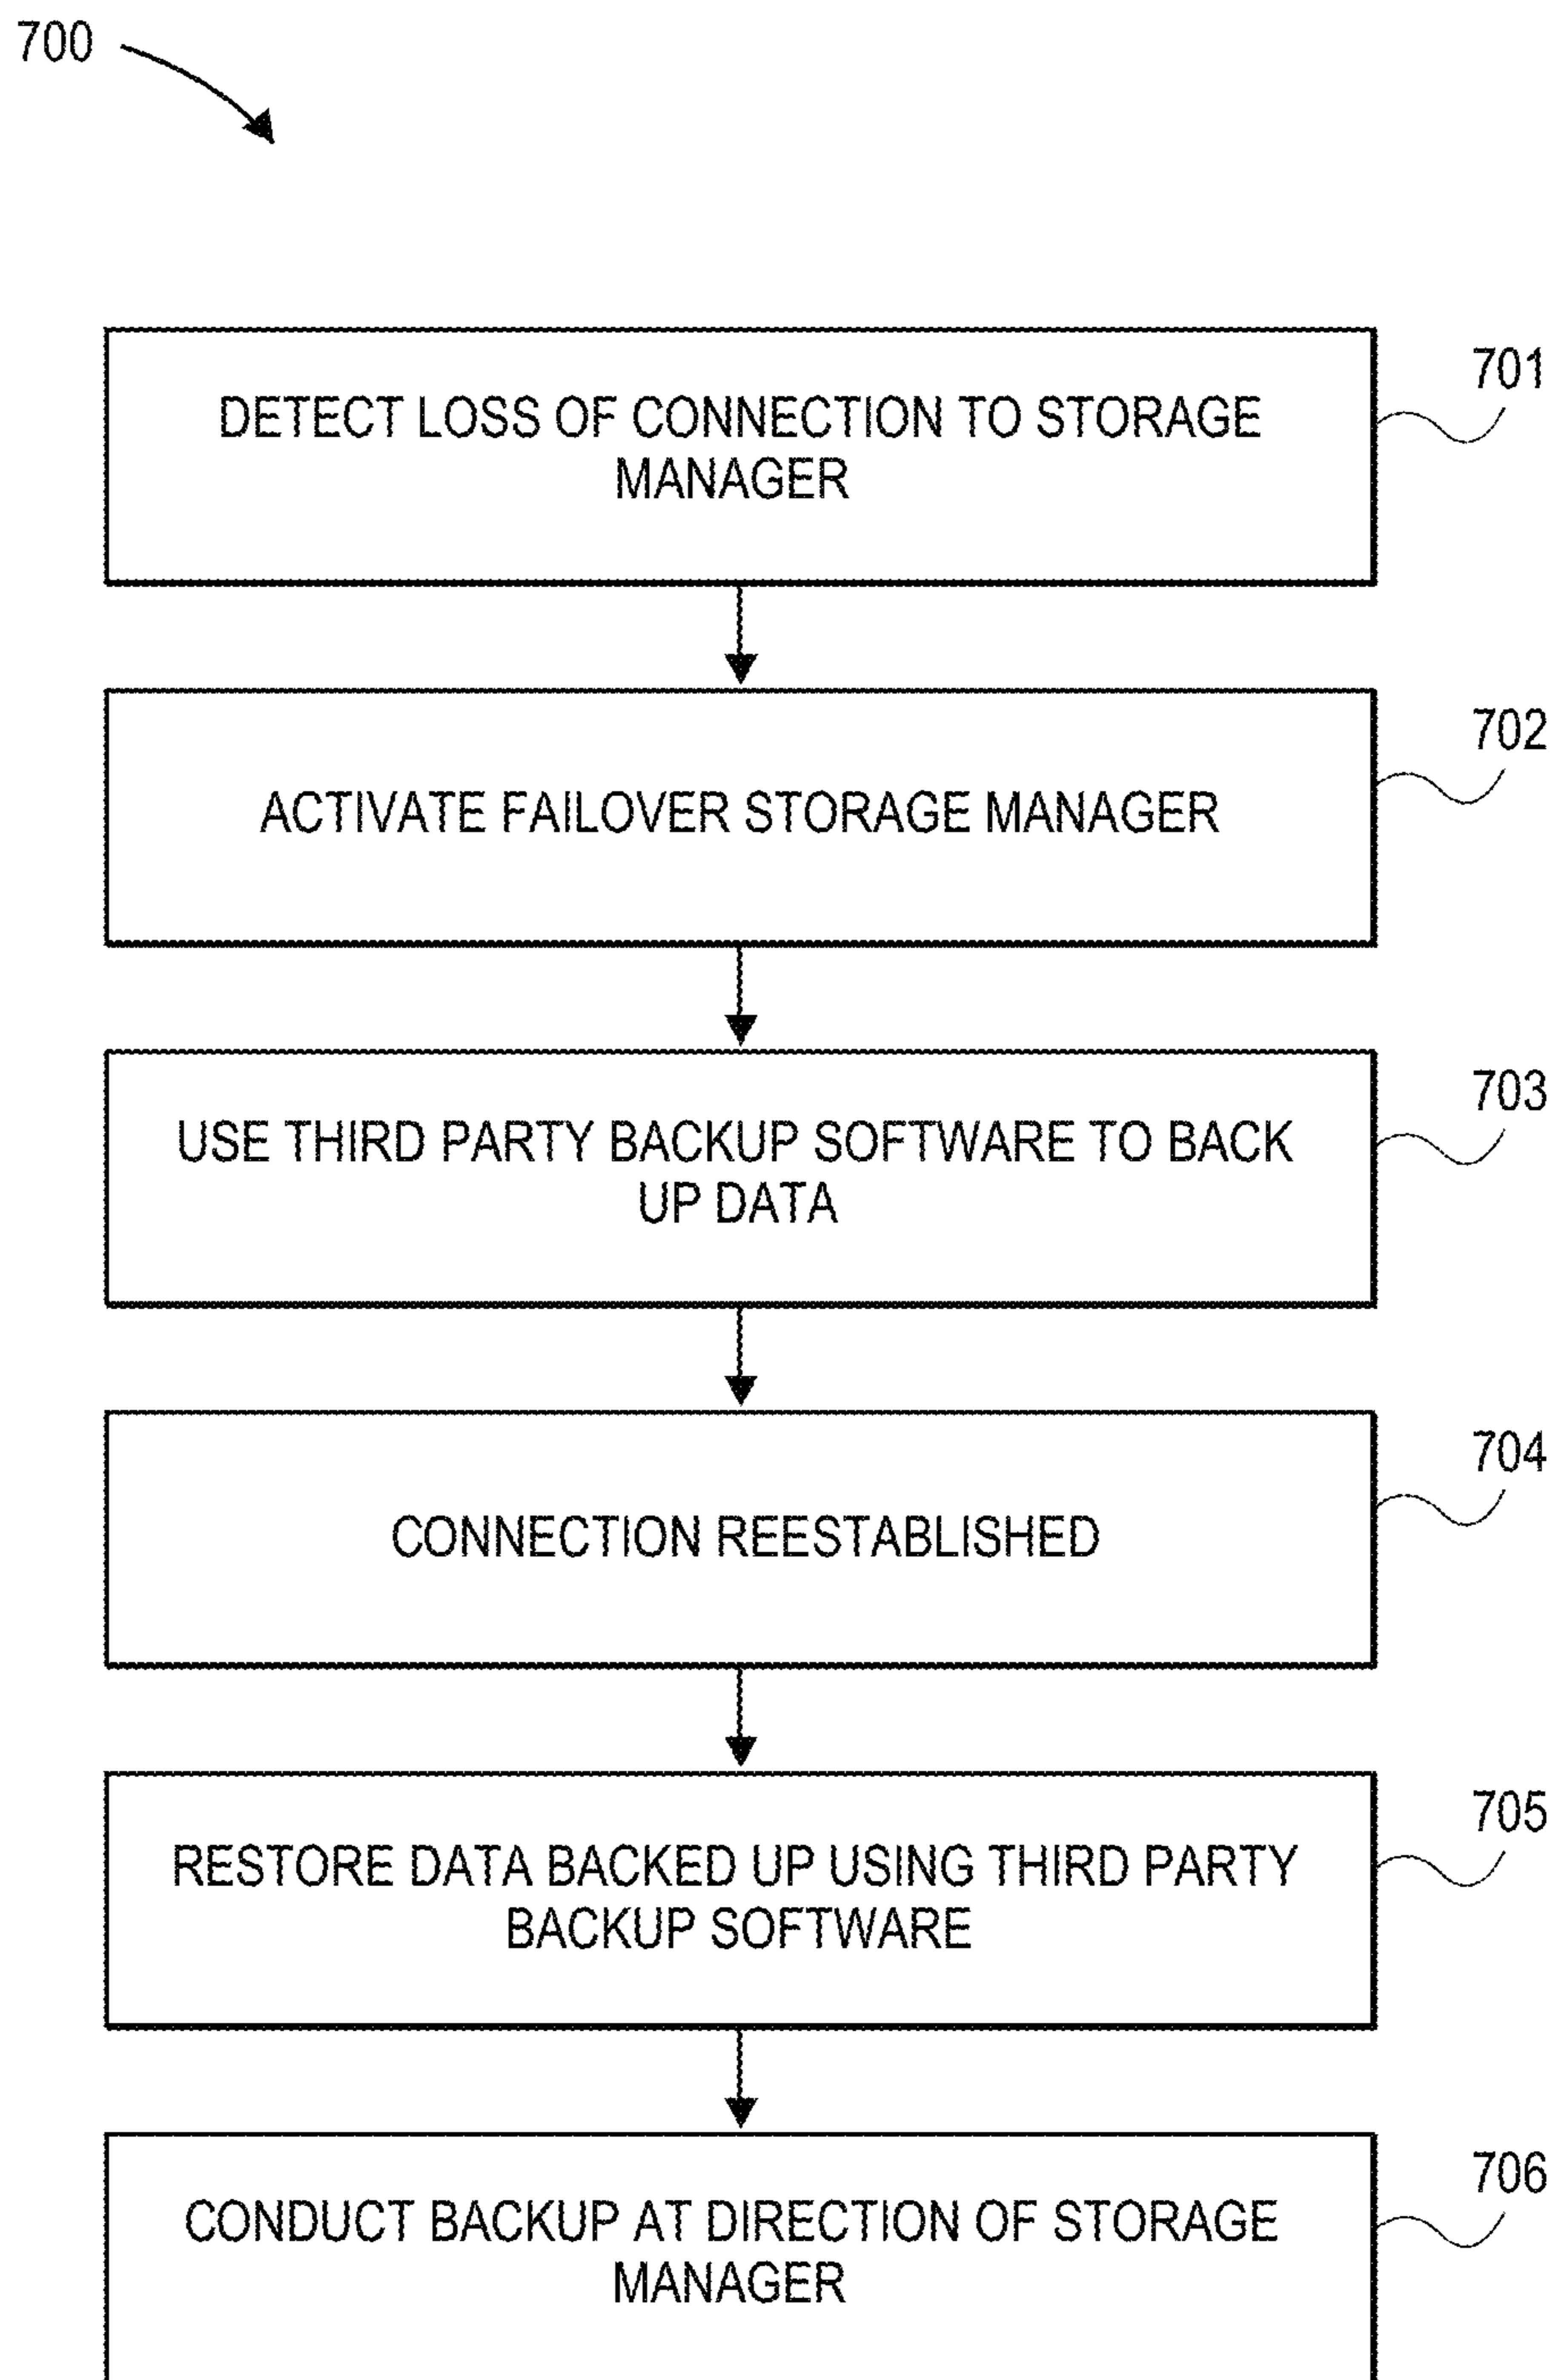 700
701
DETECT LOSS OF CONNECTION TO STORAGE
MANAGER
702
ACTIVATE FAILOVER STORAGE MANAGER
703
USE THIRD PARTY BACKUP SOFTWARE TO BACK
UP DATA
704
CONNECTION REESTABLISHED
705
RESTORE DATA BACKED UP USING THIRD PARTY
BACKUP SOFTWARE
706
CONDUCT BACKUP AT DIRECTION OF STORAGE
MANAGER